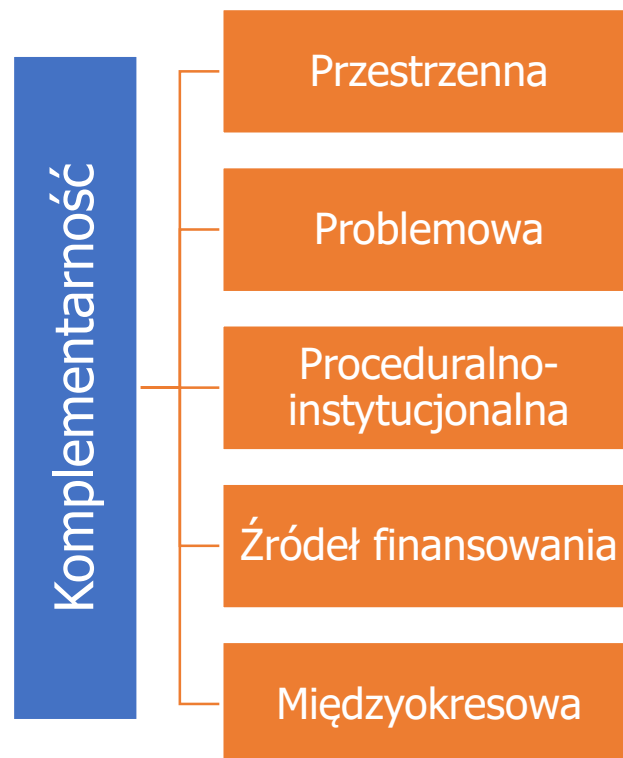 Komplementarność
Przestrzenna
Problemowa
Proceduralno-
instytucjonalna
Źródeł finansowania
Międzyokresowa